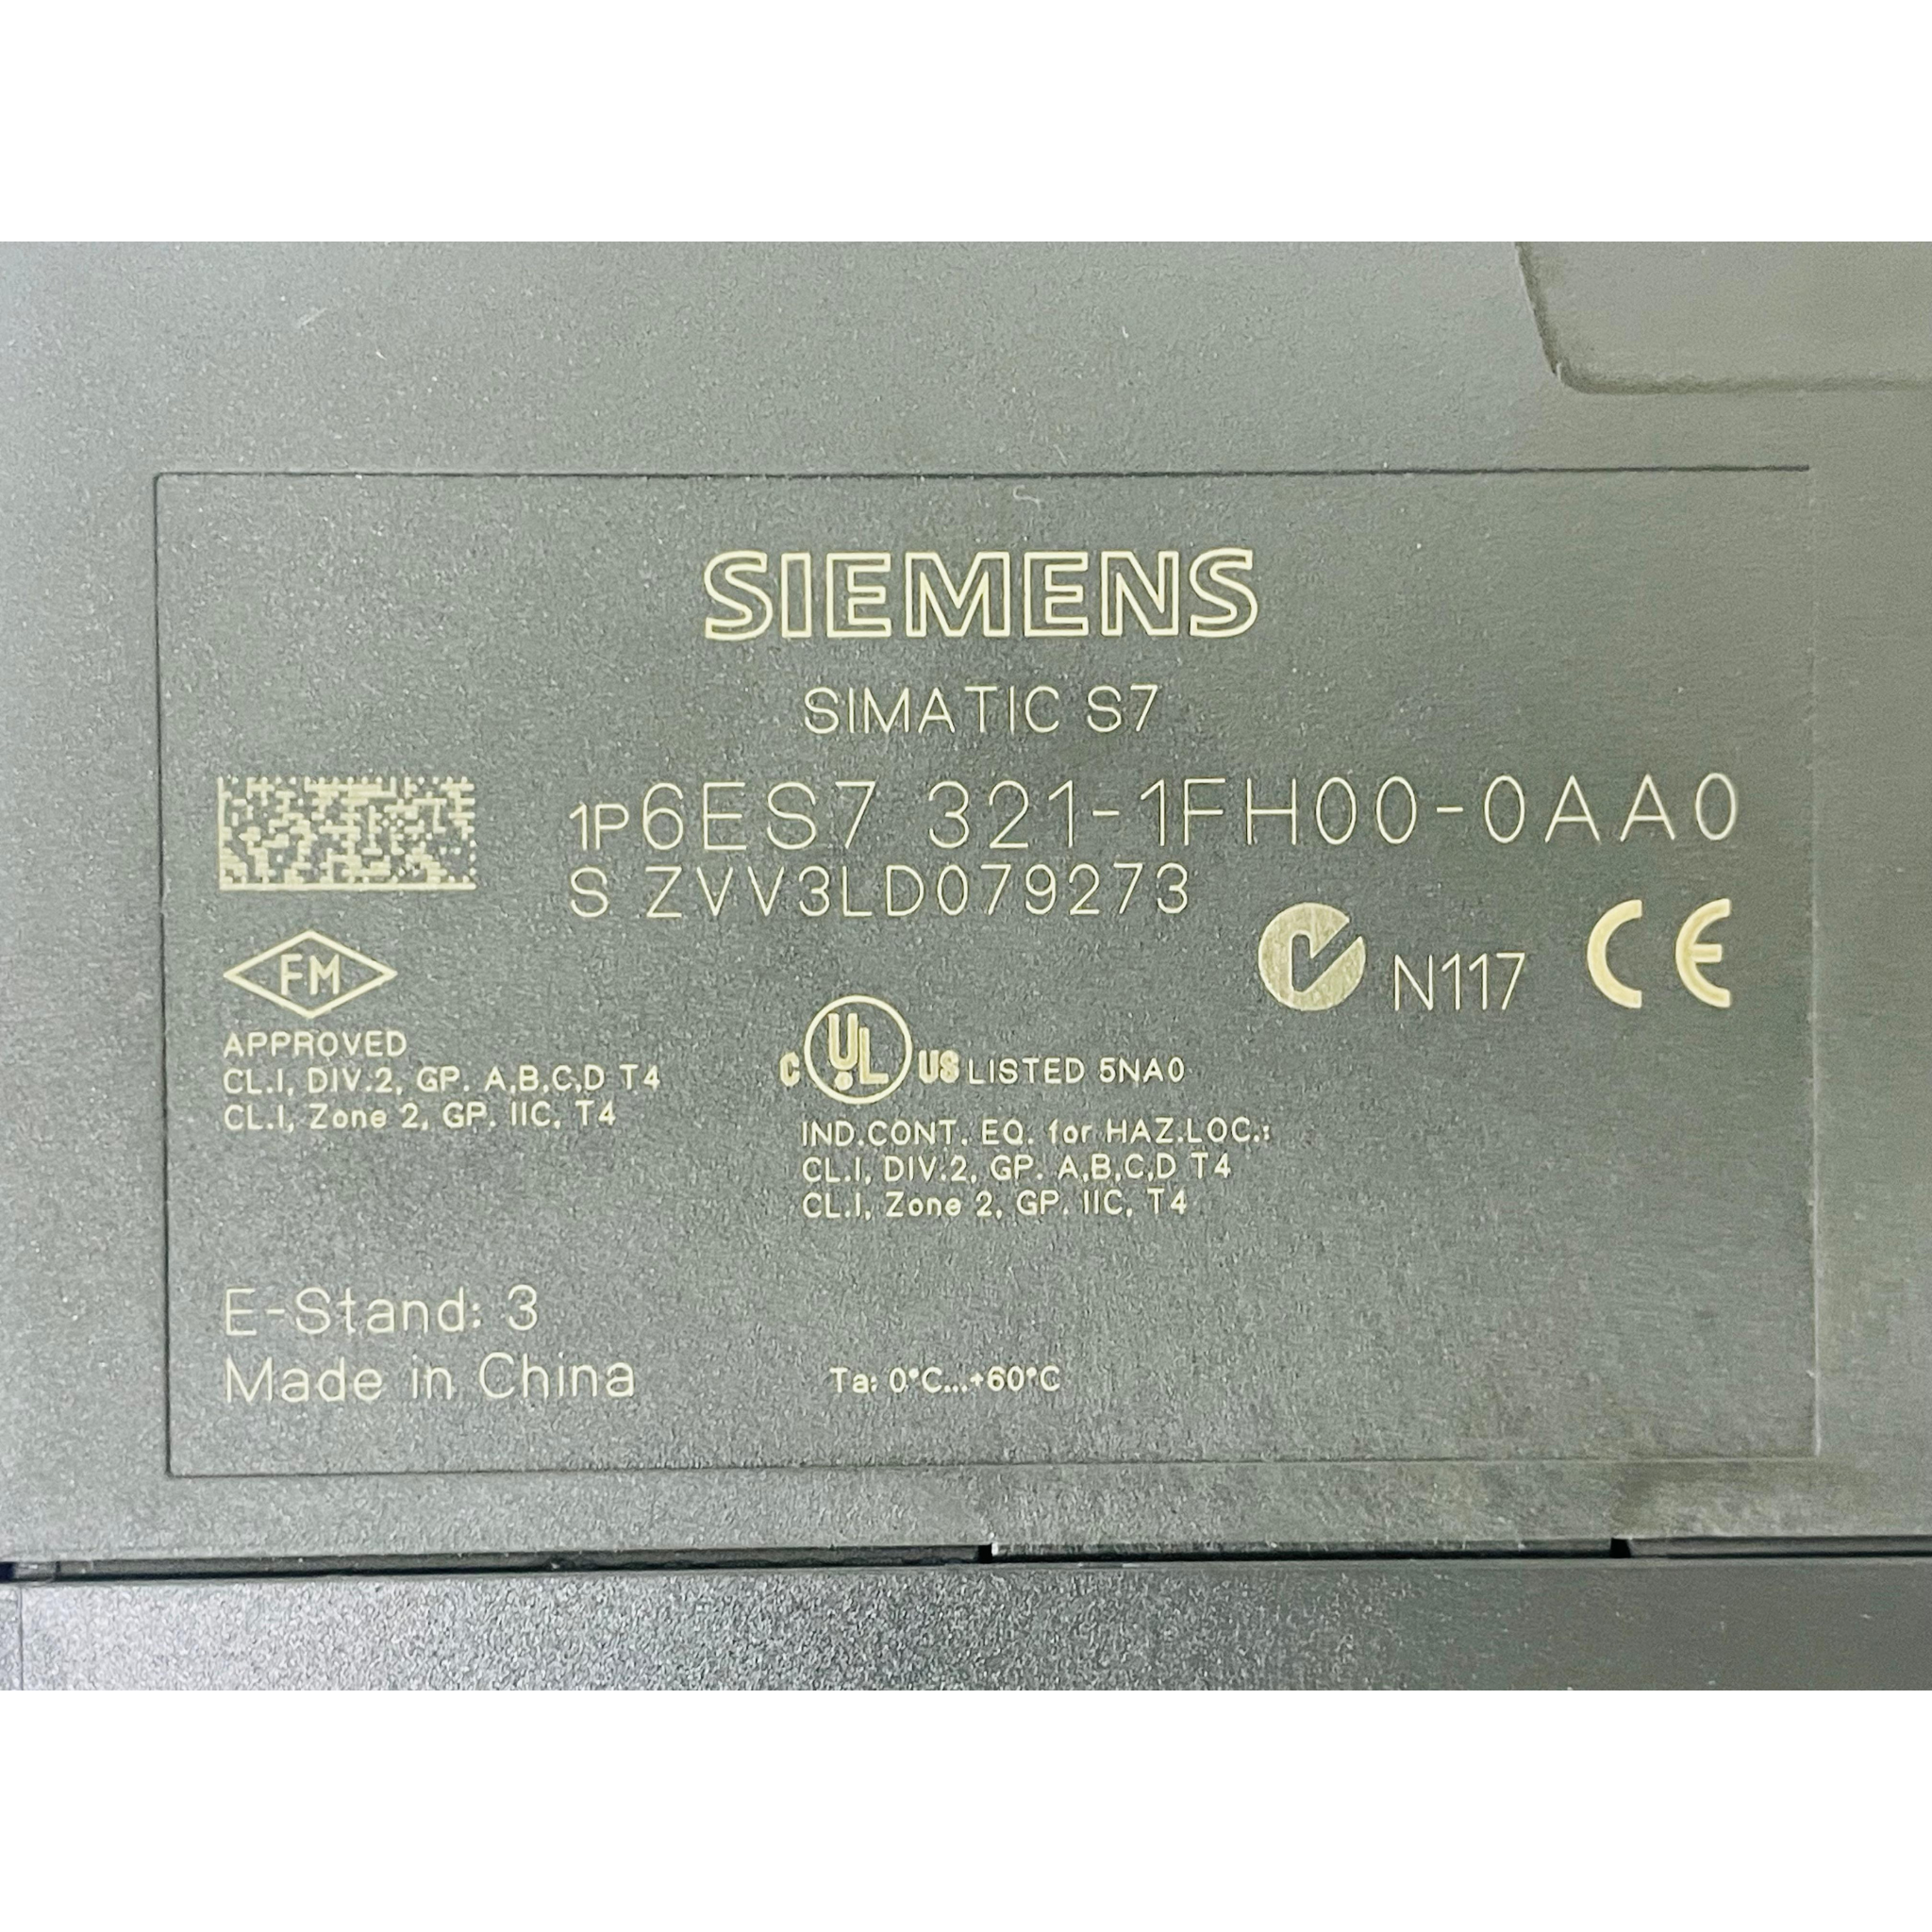 SIEMENS
SIMATIC S7
1P6ES7 321-1FH00-0AA0
S ZVV3LD079273
N117 CE
FM
APPROVED
CL.I, DIV.2, GP. A,B,C,D T4
CL.I, Zone 2, GP. IIC, T4
C UL US LISTED 5NA0
IND.CONT. EQ. for HAZ.LOC.:
CL.I, DIV.2, GP. A,B,C,D T4
CL.I, Zone 2, GP. IIC, T4
E-Stand: 3
Made in China
Ta: 0°C...+60°C